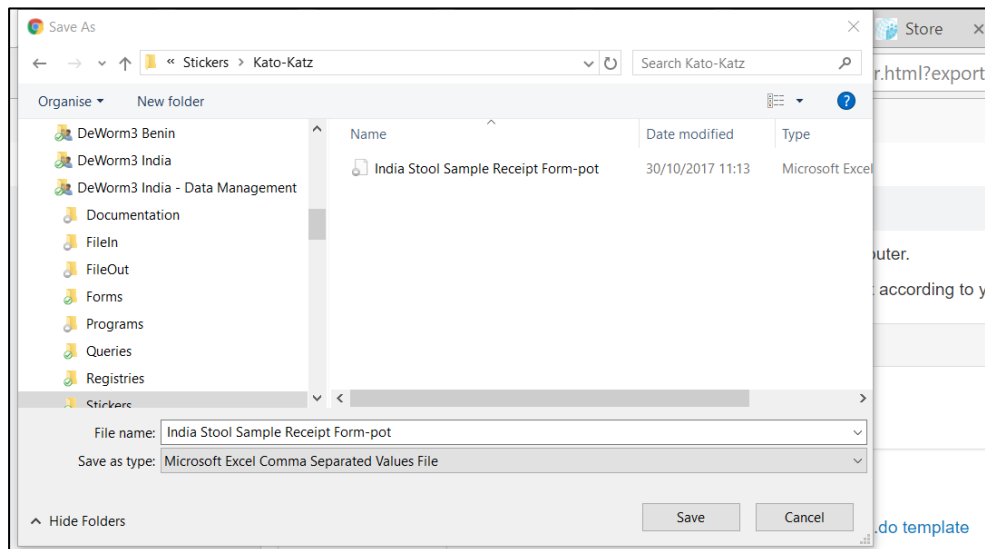 Save As
Store
« Stickers > Kato-Katz
Search Kato-Katz
r.html?export
Organise
New folder
Name
Date modified
Type
DeWorm3 Benin
DeWorm3 India
India Stool Sample Receipt Form-pot
30/10/2017 11:13
Microsoft Excel
DeWorm3 India - Data Management
Documentation
FileIn
FileOut
Forms
Programs
Queries
Registries
Stickers
puter.
according to y
File name:
India Stool Sample Receipt Form-pot
Save as type:
Microsoft Excel Comma Separated Values File
Hide Folders
Save
Cancel
.do template